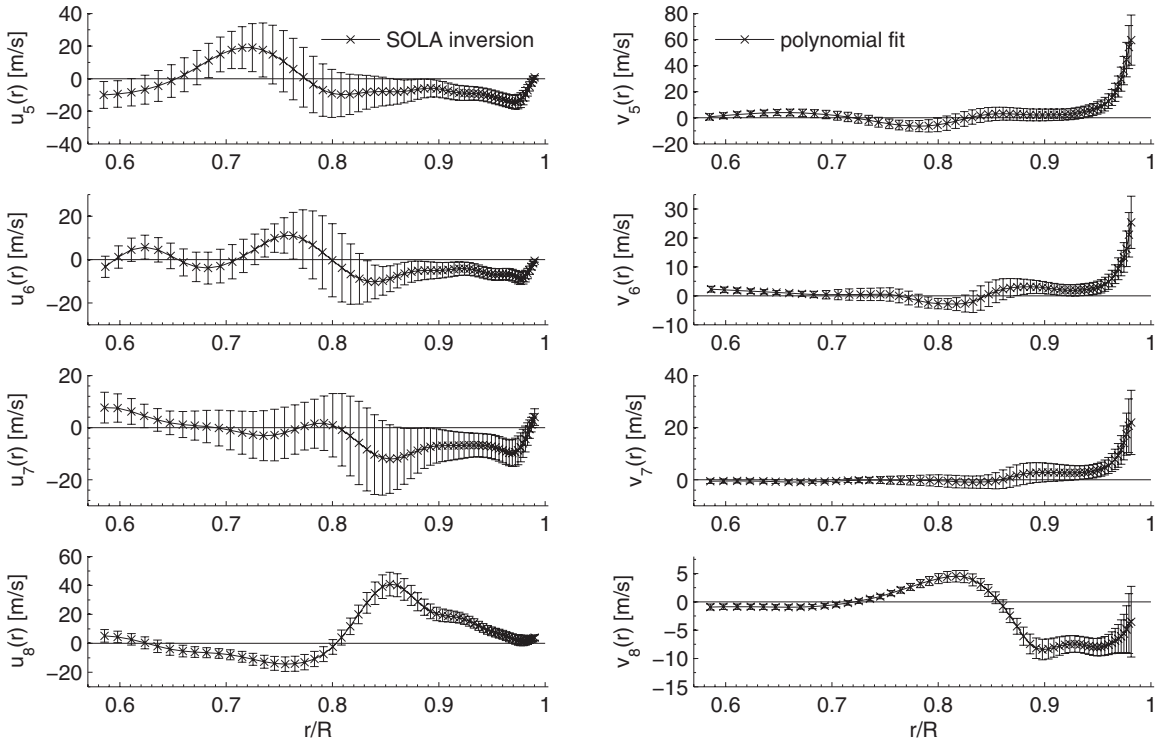 40
20
0
−20
−40
u5(r) [m/s]
SOLA inversion
0.6 0.7 0.8 0.9 1
80
60
40
20
0
−20
v5(r) [m/s]
polynomial fit
0.6 0.7 0.8 0.9 1
20
0
−20
u6(r) [m/s]
0.6 0.7 0.8 0.9 1
30
20
10
0
−10
v6(r) [m/s]
0.6 0.7 0.8 0.9 1
20
0
−20
u7(r) [m/s]
0.6 0.7 0.8 0.9 1
40
20
0
v7(r) [m/s]
0.6 0.7 0.8 0.9 1
60
40
20
0
−20
u8(r) [m/s]
0.6 0.7 0.8 0.9 1
r/R
5
0
−5
−10
−15
v8(r) [m/s]
0.6 0.7 0.8 0.9 1
r/R